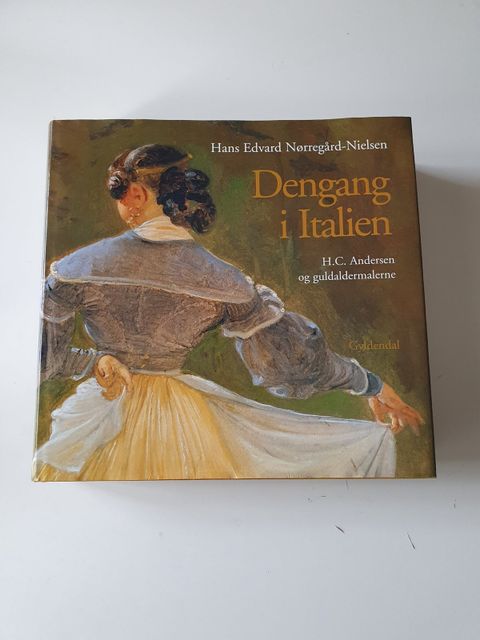 Hans Edvard Nørregård-Nielsen
Dengang
i Italien
H.C. Andersen
og guldaldermalerne
Gyldendal